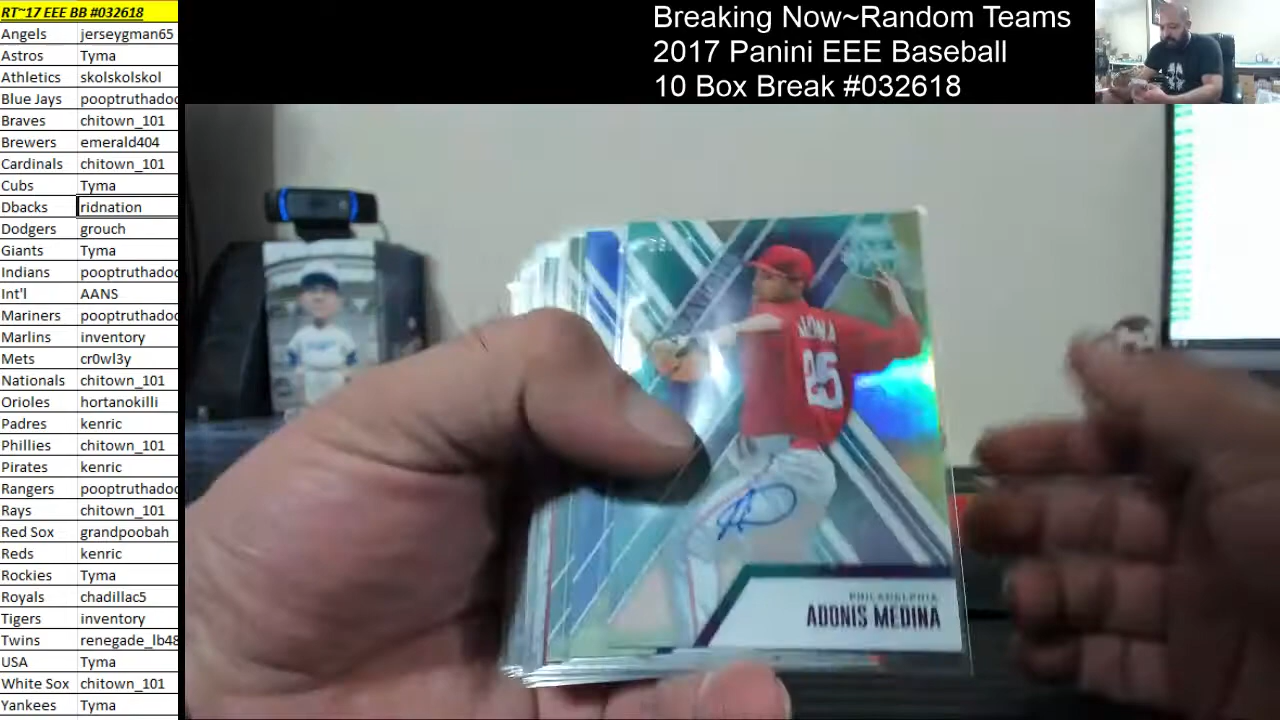 RT~17 EEE BB #032618
Angels jerseygman65
Astros Tyma
Athletics skolskolskol
Blue Jays pooptruthadoc
Braves chitown_101
Brewers emerald404
Cardinals chitown_101
Cubs Tyma
Dbacks ridnation
Dodgers grouch
Giants Tyma
Indians pooptruthadoc
Int'l AANS
Mariners pooptruthadoc
Marlins inventory
Mets cr0wl3y
Nationals chitown_101
Orioles hortanokilli
Padres kenric
Phillies chitown_101
Pirates kenric
Rangers pooptruthadoc
Rays chitown_101
Red Sox grandpoobah
Reds kenric
Rockies Tyma
Royals chadillac5
Tigers inventory
Twins renegade_lb48
USA Tyma
White Sox chitown_101
Yankees Tyma
Breaking Now~Random Teams
2017 Panini EEE Baseball
10 Box Break #032618
85
PHILADELPHIA
ADONIS MEDINA